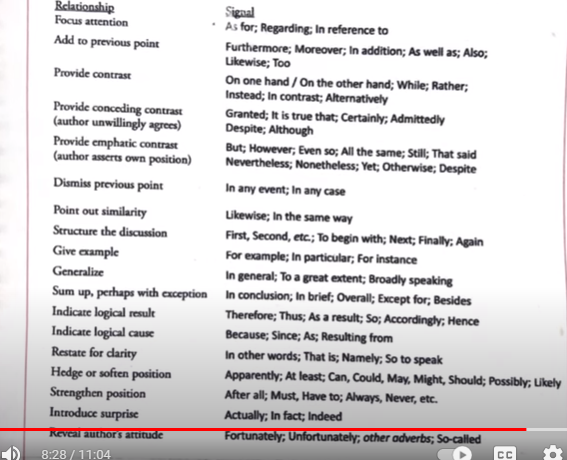 Relationship Signal
Focus attention As for; Regarding; In reference to
Add to previous point Furthermore; Moreover; In addition; As well as; Also;
Likewise; Too
Provide contrast On one hand / On the other hand; While; Rather;
Instead; In contrast; Alternatively
Provide conceding contrast Granted; It is true that; Certainly; Admittedly
(author unwillingly agrees) Despite; Although
Provide emphatic contrast But; However; Even so; All the same; Still; That said
(author asserts own position) Nevertheless; Nonetheless; Yet; Otherwise; Despite
Dismiss previous point In any event; In any case
Point out similarity Likewise; In the same way
Structure the discussion First, Second, etc.; To begin with; Next; Finally; Again
Give example For example; In particular; For instance
Generalize In general; To a great extent; Broadly speaking
Sum up, perhaps with exception In conclusion; In brief; Overall; Except for; Besides
Indicate logical result Therefore; Thus; As a result; So; Accordingly; Hence
Indicate logical cause Because; Since; As; Resulting from
Restate for clarity In other words; That is; Namely; So to speak
Hedge or soften position Apparently; At least; Can, Could, May, Might, Should; Possibly; Likely
Strengthen position After all; Must, Have to; Always, Never, etc.
Introduce surprise Actually; In fact; Indeed
Reveal author's attitude Fortunately; Unfortunately; other adverbs; So-called
8:28 / 11:04 CC